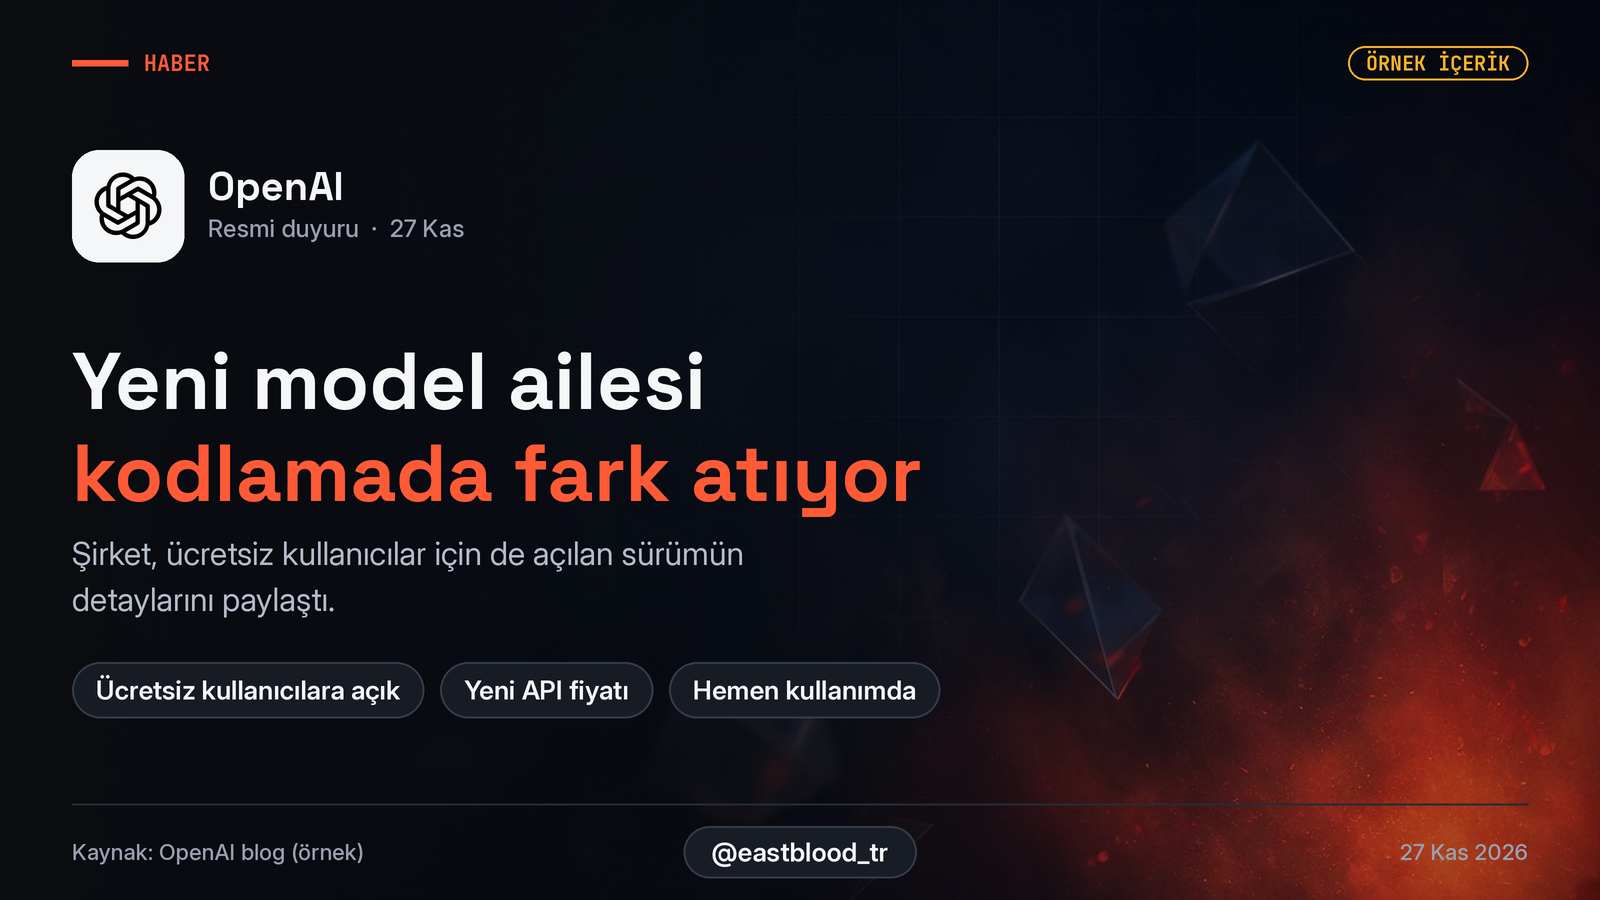 HABER
ÖRNEK İÇERİK
OpenAI
Resmi duyuru · 27 Kas
Yeni model ailesi
kodlamada fark atıyor
Şirket, ücretsiz kullanıcılar için de açılan sürümün
detaylarını paylaştı.
Ücretsiz kullanıcılara açık
Yeni API fiyatı
Hemen kullanımda
Kaynak: OpenAI blog (örnek)
@eastblood_tr
27 Kas 2026